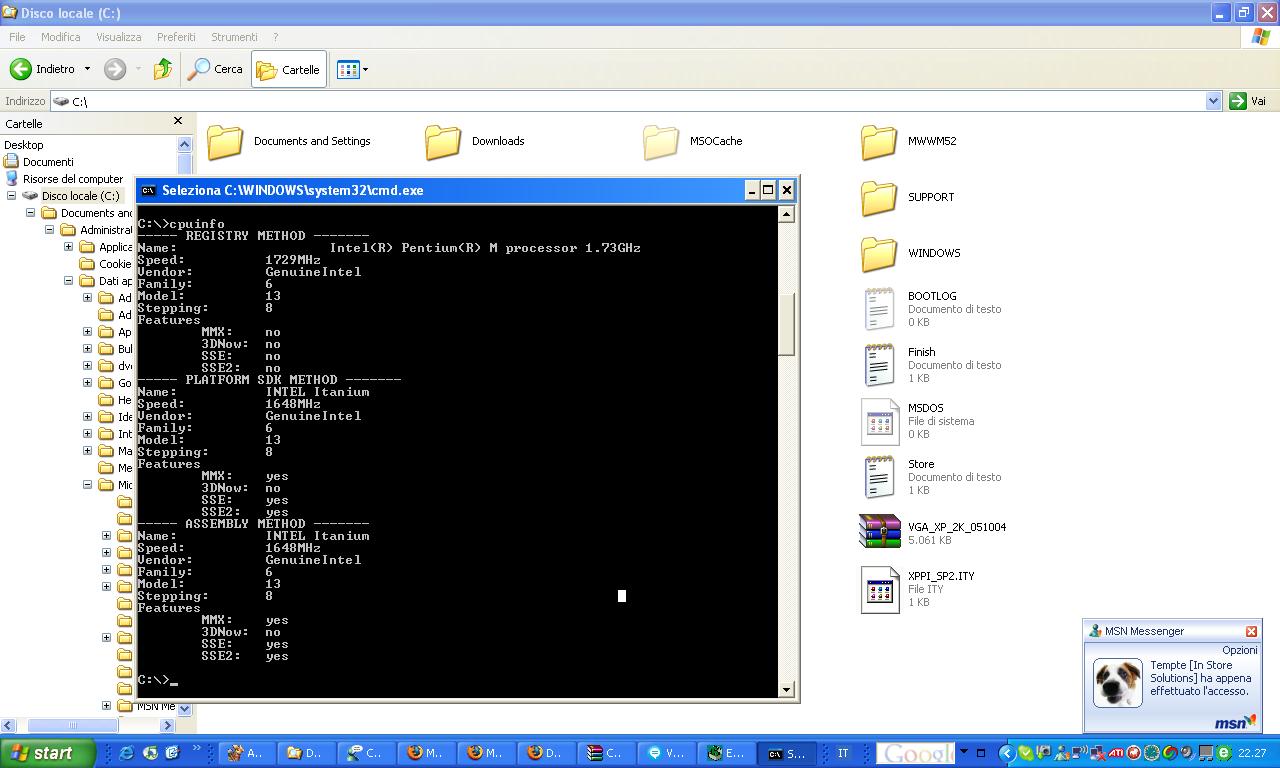 Disco locale (C:)
File Modifica Visualizza Preferiti Strumenti ?
Indietro Cerca Cartelle
Indirizzo C:\ Vai
Cartelle
Desktop
Documenti
Risorse del computer
Disco locale (C:)
Documents and
Administra
Applica
Cookie
Dati ap
Ad
Ad
Ap
Bul
dv
Go
He
Ide
Int
Ma
Me
Mic
MSN Me
Documents and Settings
Downloads
MSOCache
MWWM52
SUPPORT
WINDOWS
BOOTLOG
Documento di testo
0 KB
Finish
Documento di testo
1 KB
MSDOS
File di sistema
0 KB
Store
Documento di testo
1 KB
VGA_XP_2K_051004
5.061 KB
XPPI_SP2.ITY
File ITY
1 KB
Seleziona C:\WINDOWS\system32\cmd.exe
C:\>cpuinfo
----- REGISTRY METHOD -------
Name: Intel(R) Pentium(R) M processor 1.73GHz
Speed: 1729MHz
Vendor: GenuineIntel
Family: 6
Model: 13
Stepping: 8
Features
MMX: no
3DNow: no
SSE: no
SSE2: no
----- PLATFORM SDK METHOD -------
Name: INTEL Itanium
Speed: 1648MHz
Vendor: GenuineIntel
Family: 6
Model: 13
Stepping: 8
Features
MMX: yes
3DNow: no
SSE: yes
SSE2: yes
----- ASSEMBLY METHOD -------
Name: INTEL Itanium
Speed: 1648MHz
Vendor: GenuineIntel
Family: 6
Model: 13
Stepping: 8
Features
MMX: yes
3DNow: no
SSE: yes
SSE2: yes
C:\>_
MSN Messenger
Opzioni
Tempte [In Store
Solutions] ha appena
effettuato l'accesso.
msn
start A.. D... C... M... M... D... C... V... E... S... IT Google 22.27